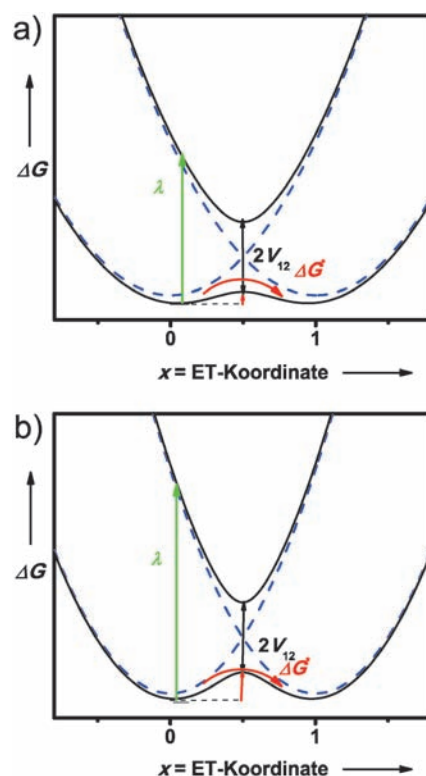 a)
ΔG
λ
2V₁₂ ΔG*
0 1
x = ET-Koordinate
b)
ΔG
λ
2V₁₂ ΔG*
0 1
x = ET-Koordinate